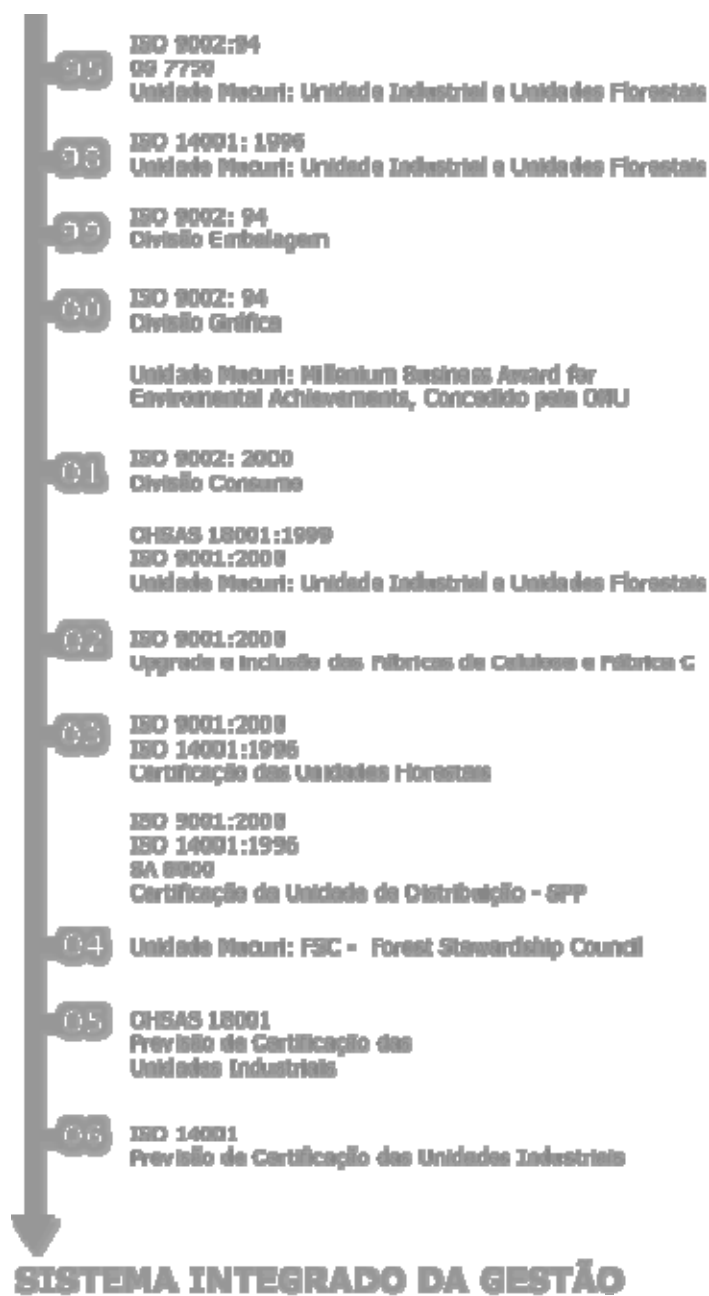 ISO 9002:94
Unidade Mucuri: Unidade Industrial e Unidades Florestais
ISO 14001: 1996
Unidade Mucuri: Unidade Industrial e Unidades Florestais
99
ISO 9002: 94
Divisão Embalagem
00
ISO 9002: 94
Divisão Gráfica
Unidade Mucuri: Millenium Business Award for
Enviromental Achievements, Concedido pela ONU
01
ISO 9002: 2000
Divisão Consumo
OHSAS 18001:1999
ISO 9001:2000
Unidade Mucuri: Unidade Industrial e Unidades Florestais
02
ISO 9001:2000
Upgrade e Inclusão das Fábricas de Celulose e Fábrica C
03
ISO 9001:2000
ISO 14001:1996
Certificação das Unidades Florestais
ISO 9001:2000
ISO 14001:1996
SA 8000
Certificação da Unidade de Distribuição - SPP
04
Unidade Mucuri: FSC - Forest Stewardship Council
05
OHSAS 18001
Previsão de Certificação das
Unidades Industriais
06
ISO 14001
Previsão de Certificação das Unidades Industriais
SISTEMA INTEGRADO DA GESTÃO